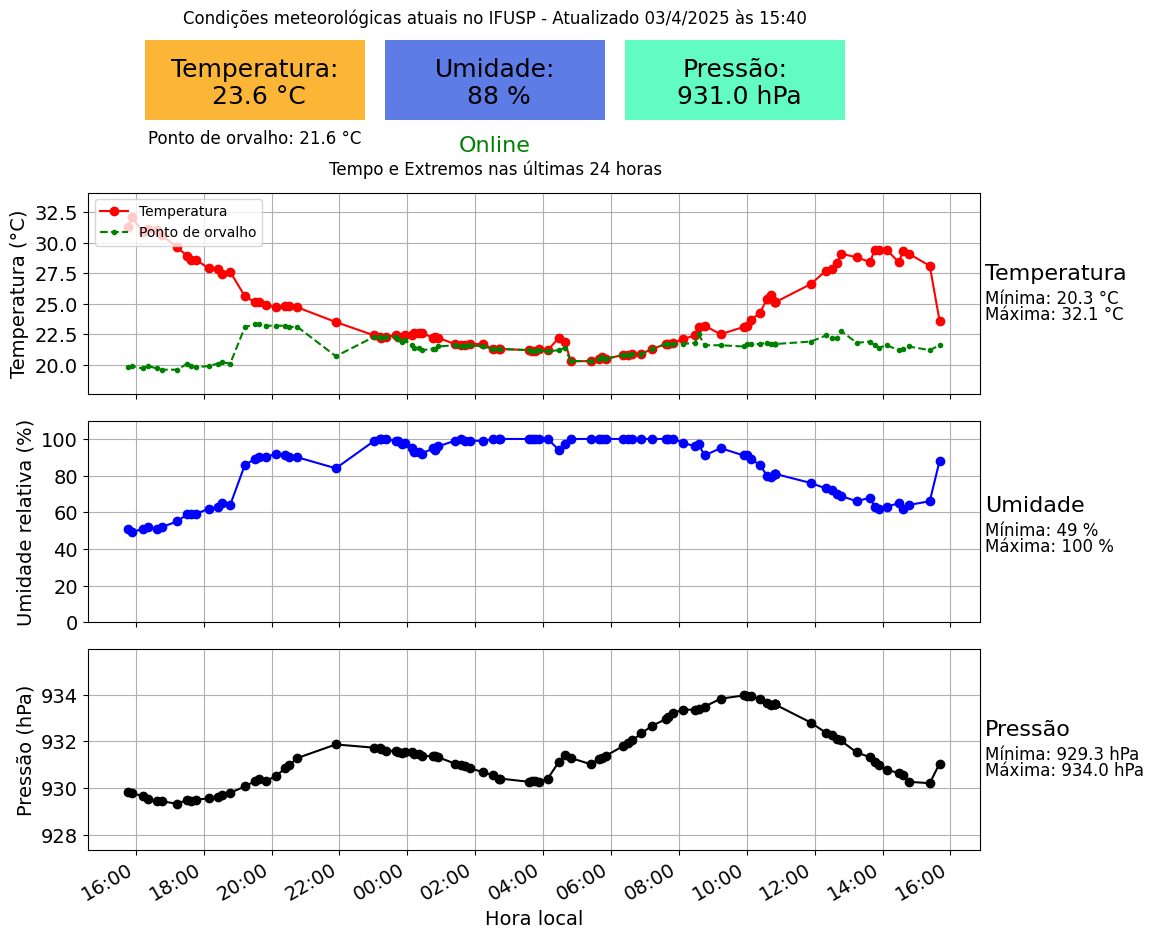 Condições meteorológicas atuais no IFUSP - Atualizado 03/4/2025 às 15:40
Temperatura:
23.6 °C
Umidade:
88 %
Pressão:
931.0 hPa
Ponto de orvalho: 21.6 °C
Online
Tempo e Extremos nas últimas 24 horas
Temperatura (°C)
32.5
30.0
27.5
25.0
22.5
20.0
Temperatura
Ponto de orvalho
Temperatura
Mínima: 20.3 °C
Máxima: 32.1 °C
Umidade relativa (%)
100
80
60
40
20
0
Umidade
Mínima: 49 %
Máxima: 100 %
Pressão (hPa)
934
932
930
928
Pressão
Mínima: 929.3 hPa
Máxima: 934.0 hPa
16:00
18:00
20:00
22:00
00:00
02:00
04:00
06:00
08:00
10:00
12:00
14:00
16:00
Hora local